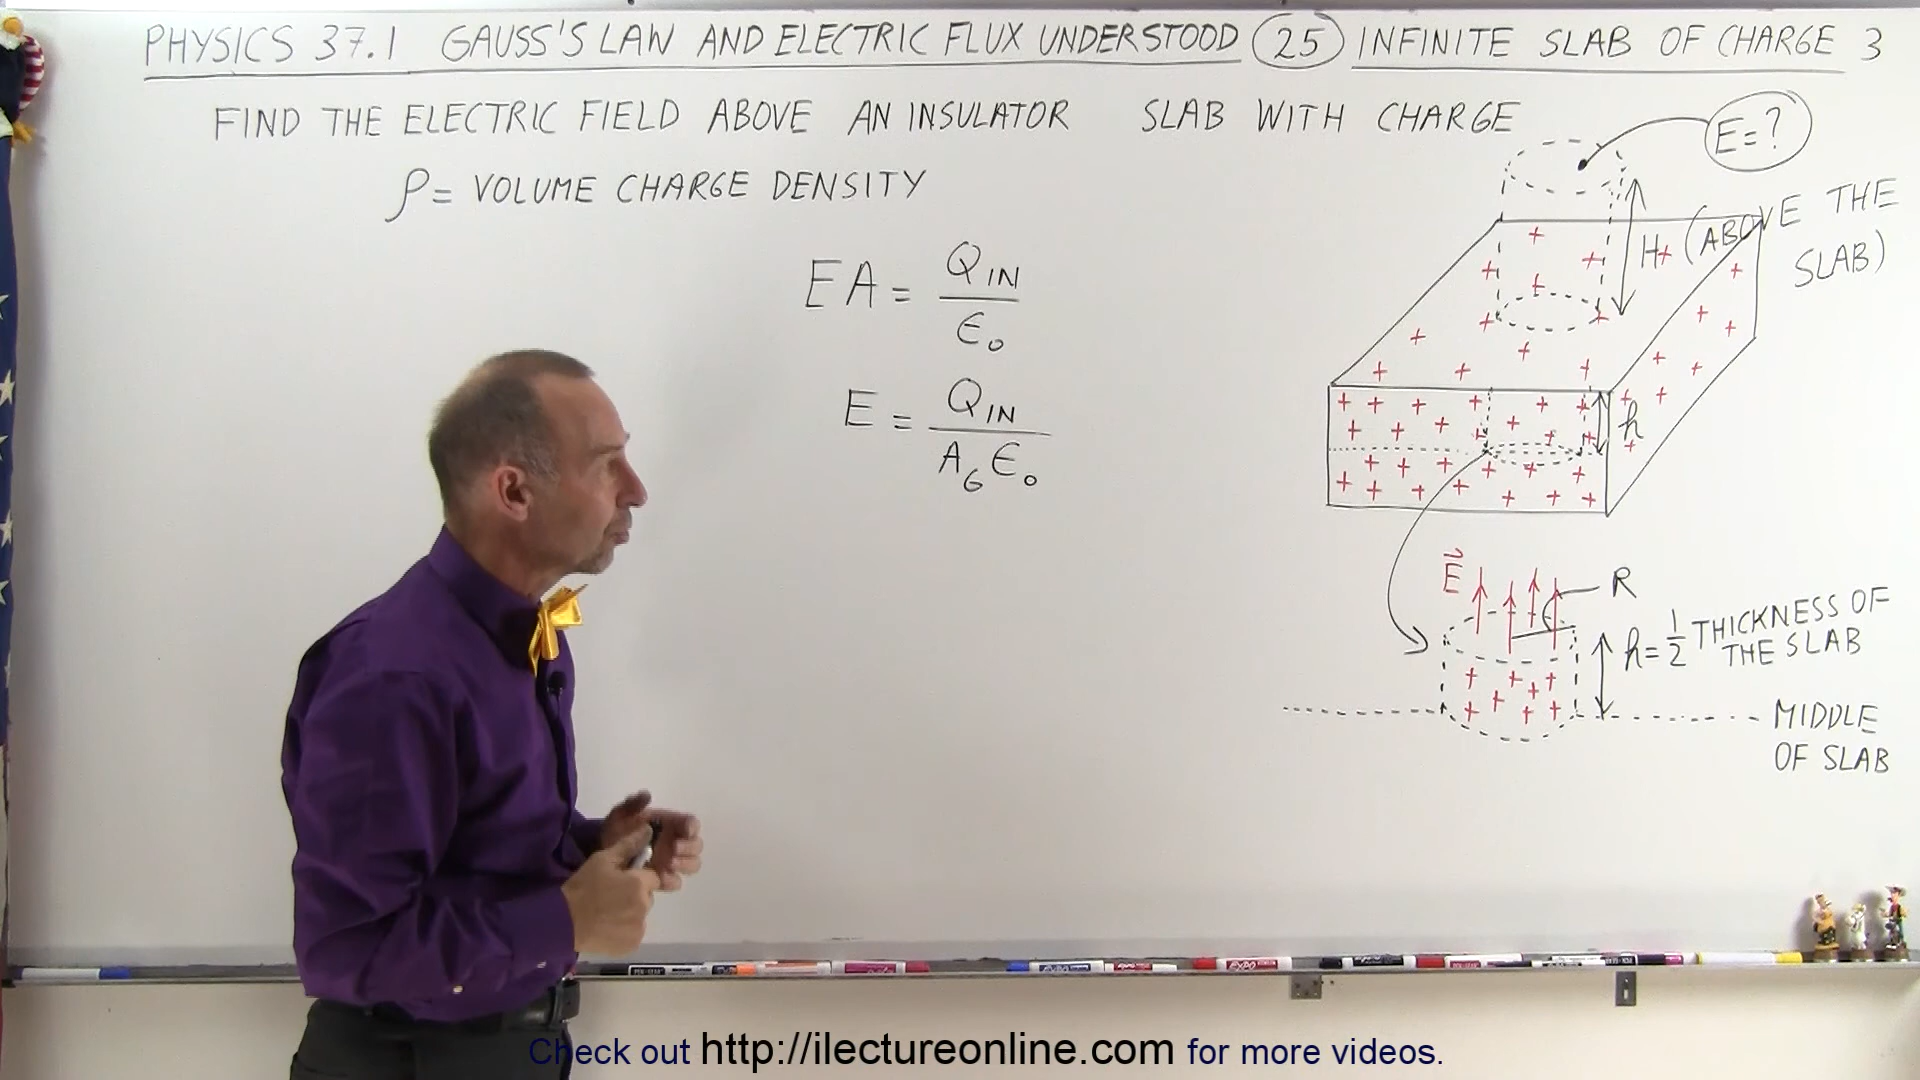 PHYSICS 37.1 GAUSS'S LAW AND ELECTRIC FLUX UNDERSTOOD 25 INFINITE SLAB OF CHARGE 3
FIND THE ELECTRIC FIELD ABOVE AN INSULATOR SLAB WITH CHARGE
E=?
ρ = VOLUME CHARGE DENSITY
H (ABOVE THE
SLAB)
EA = Q_IN / ϵ₀
E = Q_IN / A_G ϵ₀
h
E⃗
R
h = 1/2 THICKNESS OF
THE SLAB
MIDDLE
OF SLAB
EXPO
Check out http://ilectureonline.com for more videos.